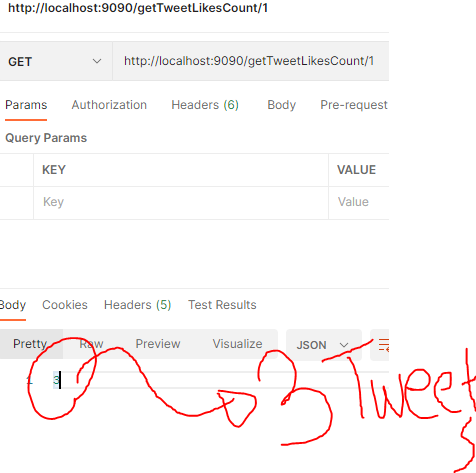 http://localhost:9090/getTweetLikesCount/1
GET http://localhost:9090/getTweetLikesCount/1
Params Authorization Headers (6) Body Pre-request
Query Params
KEY VALUE
Key Value
Body Cookies Headers (5) Test Results
Pretty Raw Preview Visualize JSON
1 3
3 Tweets